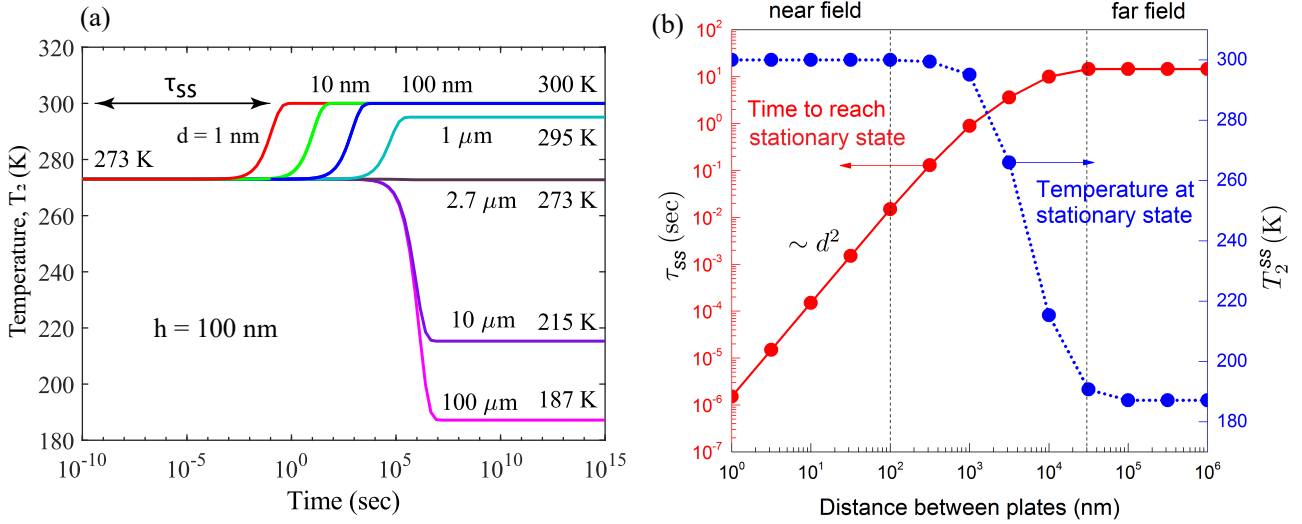 (a)
320
300
280
260
240
220
200
180
Temperature, T₂ (K)
τss
10 nm
100 nm
300 K
d = 1 nm
1 μm
295 K
273 K
2.7 μm
273 K
h = 100 nm
10 μm
215 K
100 μm
187 K
10⁻¹⁰
10⁻⁵
10⁰
10⁵
10¹⁰
10¹⁵
Time (sec)
(b)
near field
far field
10²
10¹
10⁰
10⁻¹
10⁻²
10⁻³
10⁻⁴
10⁻⁵
10⁻⁶
10⁻⁷
τss (sec)
Time to reach
stationary state
~ d²
Temperature at
stationary state
300
280
260
240
220
200
190
180
T₂ˢˢ (K)
10⁰
10¹
10²
10³
10⁴
10⁵
10⁶
Distance between plates (nm)